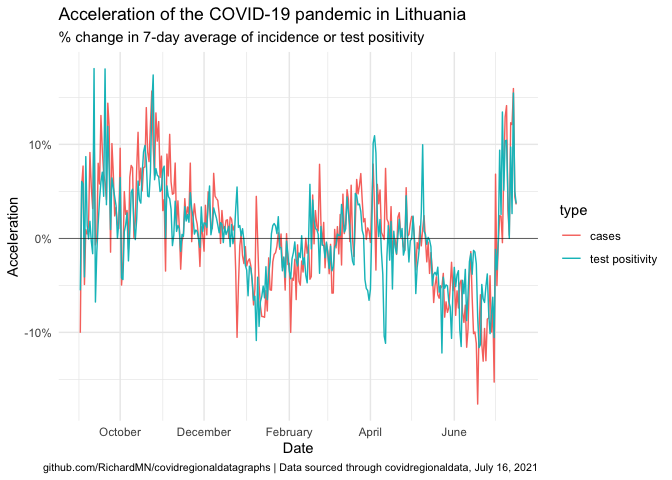 Acceleration of the COVID-19 pandemic in Lithuania
% change in 7-day average of incidence or test positivity
10%
0%
-10%
Acceleration
October December February April June
Date
type
cases
test positivity
github.com/RichardMN/covidregionaldatagraphs | Data sourced through covidregionaldata, July 16, 2021